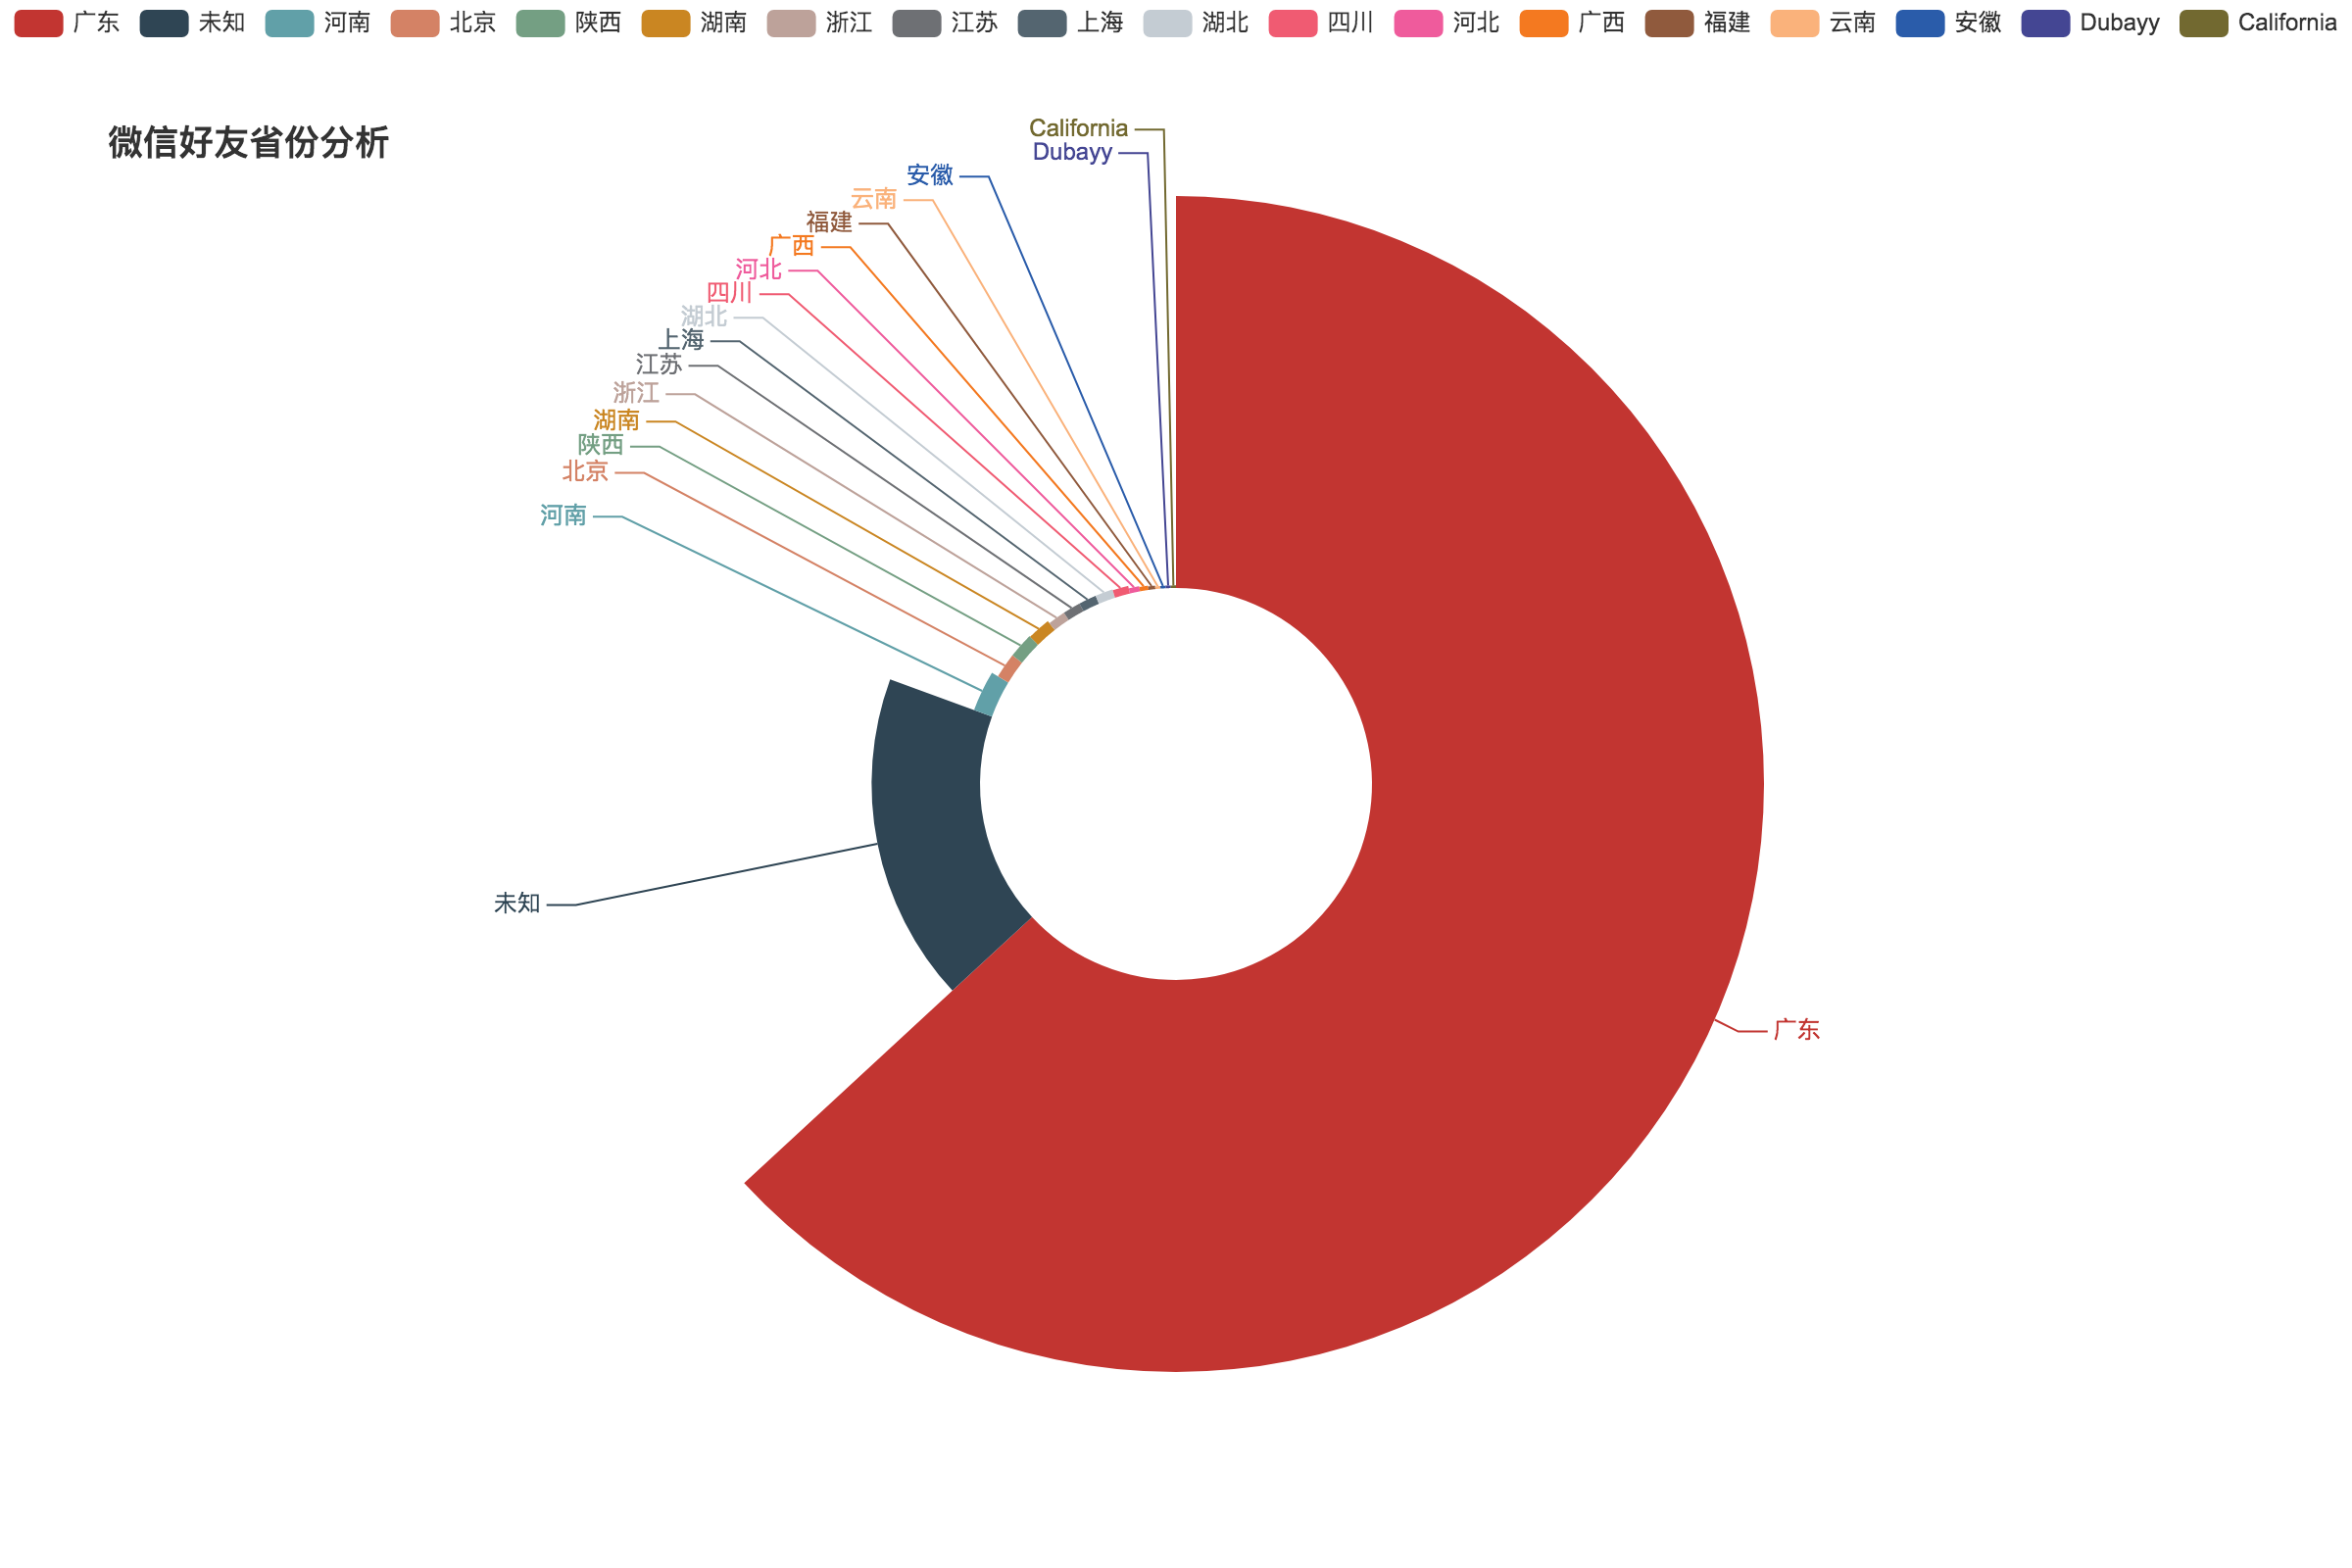 广东 未知 河南 北京 陕西 湖南 浙江 江苏 上海 湖北 四川 河北 广西 福建 云南 安徽 Dubayy California
微信好友省份分析
California
Dubayy
安徽
云南
福建
广西
河北
四川
湖北
上海
江苏
浙江
湖南
陕西
北京
河南
未知
广东